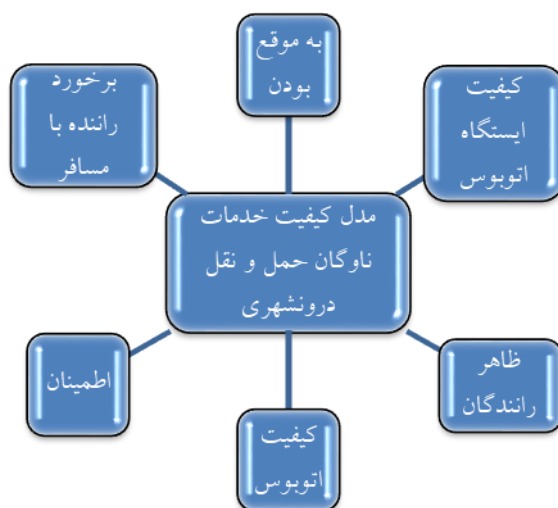 به موقع
بودن
کیفیت
ایستگاه
اتوبوس
برخورد
راننده با
مسافر
مدل کیفیت خدمات
ناوگان حمل و نقل
درونشهری
ظاهر
رانندگان
اطمینان
کیفیت
اتوبوس